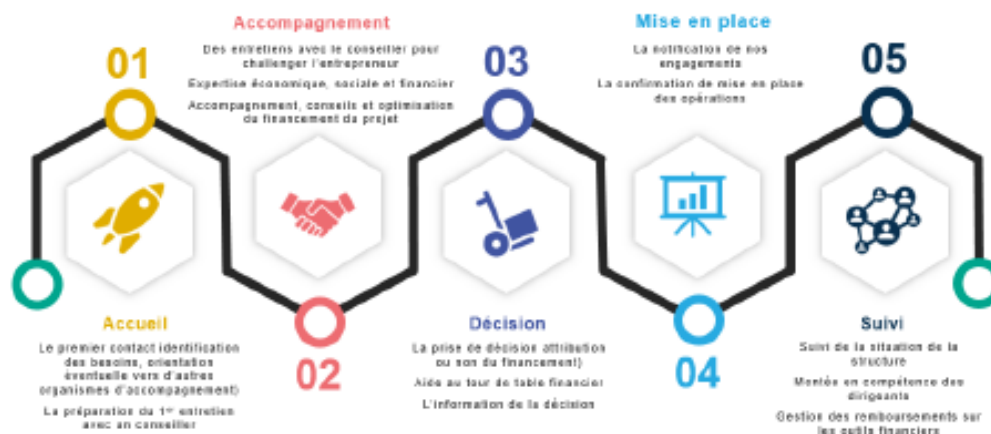 01
Accueil
Le premier contact identification
des besoins, orientation
éventuelle vers d'autres
organismes d'accompagnement)
La préparation du 1er entretien
avec un conseiller
Accompagnement
Des entretiens avec le conseiller pour
challenger l'entrepreneur
Expertise économique, sociale et financier
Accompagnement, conseils et optimisation
du financement du projet
02
03
Décision
La prise de décision attribution
ou non du financement)
Aide au tour de table financier
L'information de la décision
Mise en place
La notification de nos
engagements
La confirmation de mise en place
des opérations
04
05
Suivi
Suivi de la situation de la
structure
Montée en compétence des
dirigeants
Gestion des remboursements sur
les outils financiers